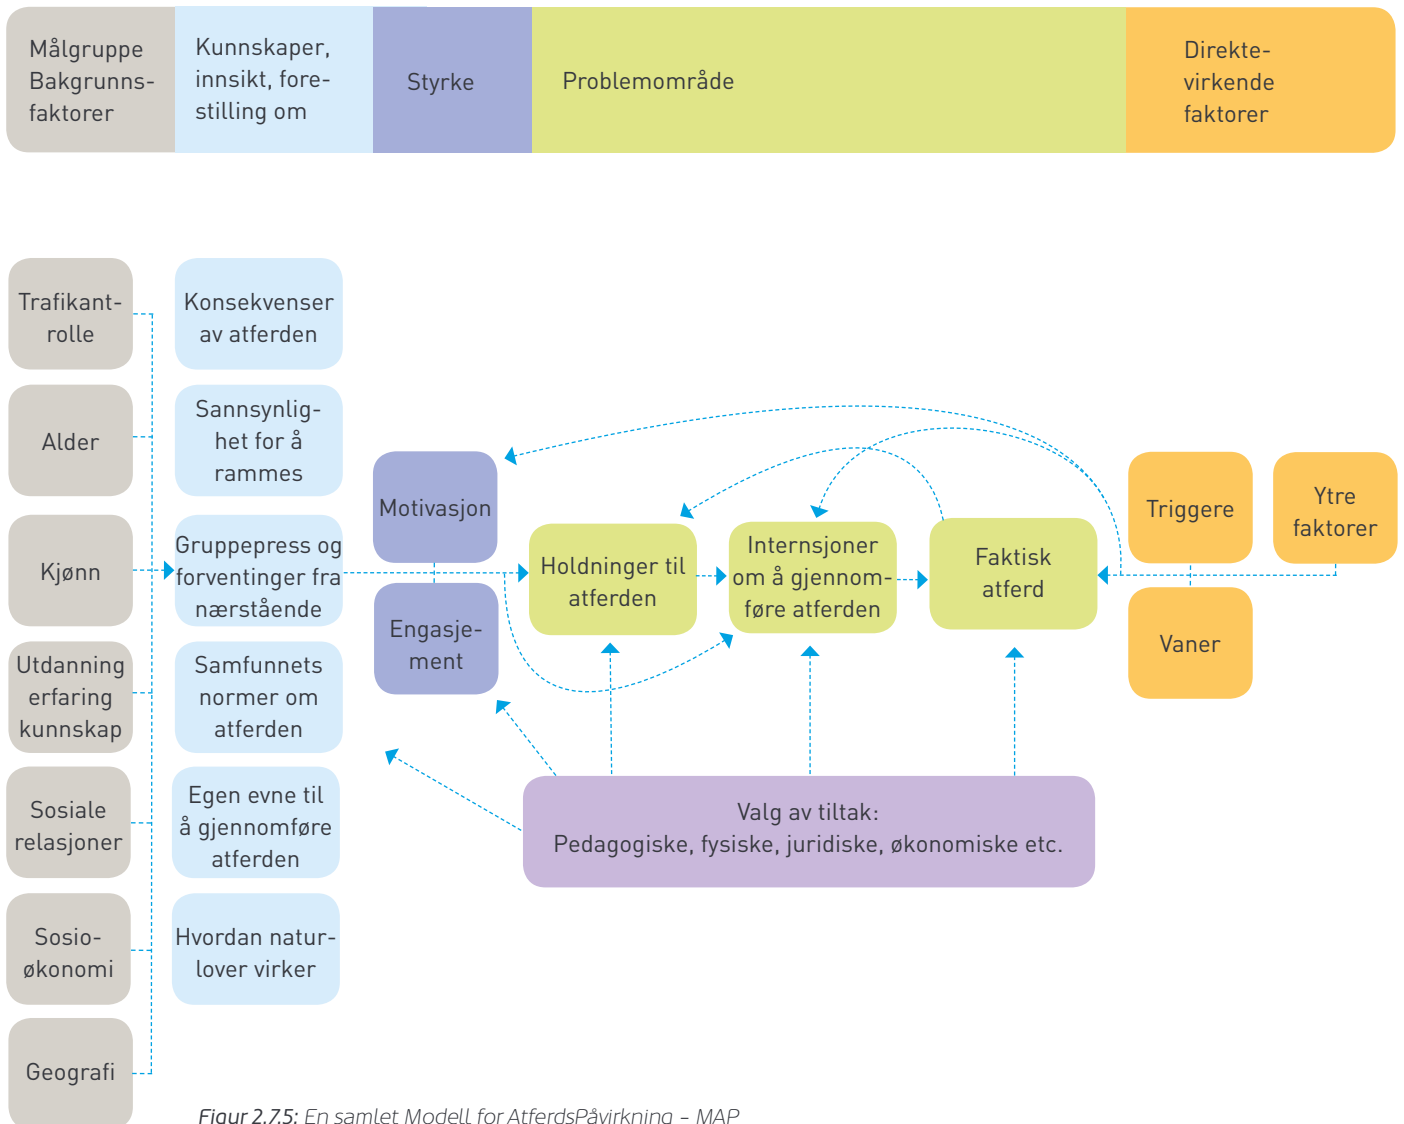 Målgruppe
Bakgrunns-
faktorer
Kunnskaper,
innsikt, fore-
stilling om
Styrke
Problemområde
Direkte-
virkende
faktorer
Trafikant-
rolle
Alder
Kjønn
Utdanning
erfaring
kunnskap
Sosiale
relasjoner
Sosio-
økonomi
Geografi
Konsekvenser
av atferden
Sannsynlig-
het for å
rammes
Gruppepress og
forventinger fra
nærstående
Samfunnets
normer om
atferden
Egen evne til
å gjennomføre
atferden
Hvordan natur-
lover virker
Motivasjon
Engasje-
ment
Holdninger til
atferden
Internsjoner
om å gjennom-
føre atferden
Faktisk
atferd
Triggere
Ytre
faktorer
Vaner
Valg av tiltak:
Pedagogiske, fysiske, juridiske, økonomiske etc.
Figur 2.7.5: En samlet Modell for AtferdsPåvirkning – MAP